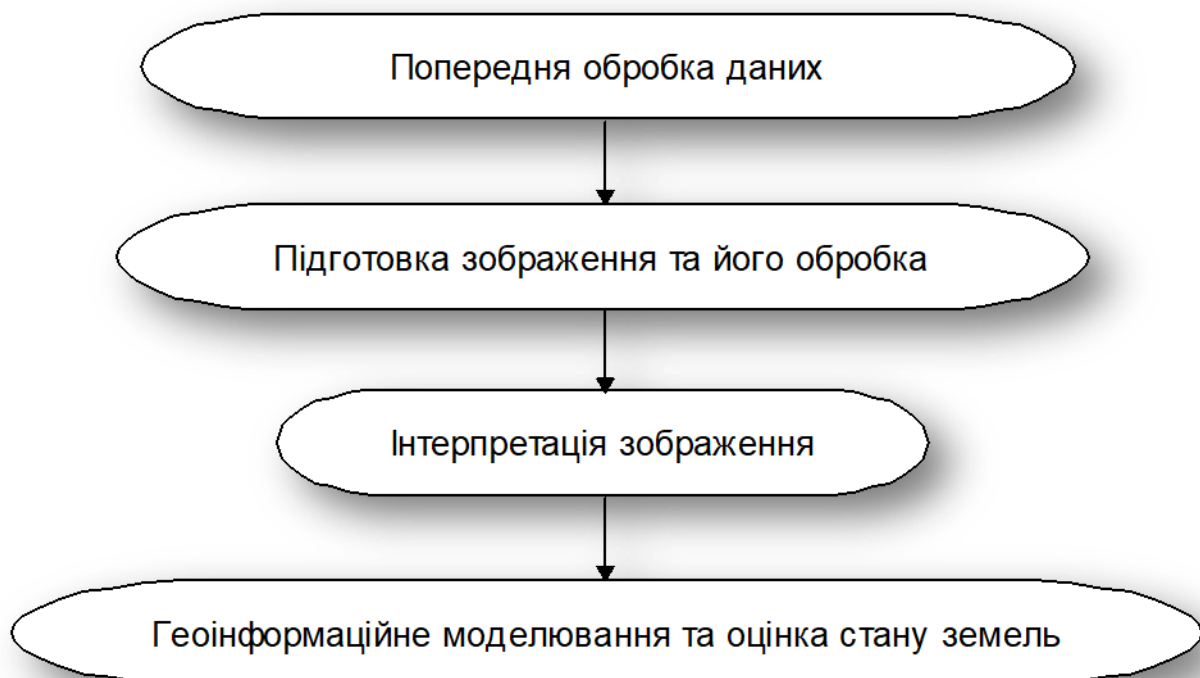 Попередня обробка даних
Підготовка зображення та його обробка
Інтерпретація зображення
Геоінформаційне моделювання та оцінка стану земель